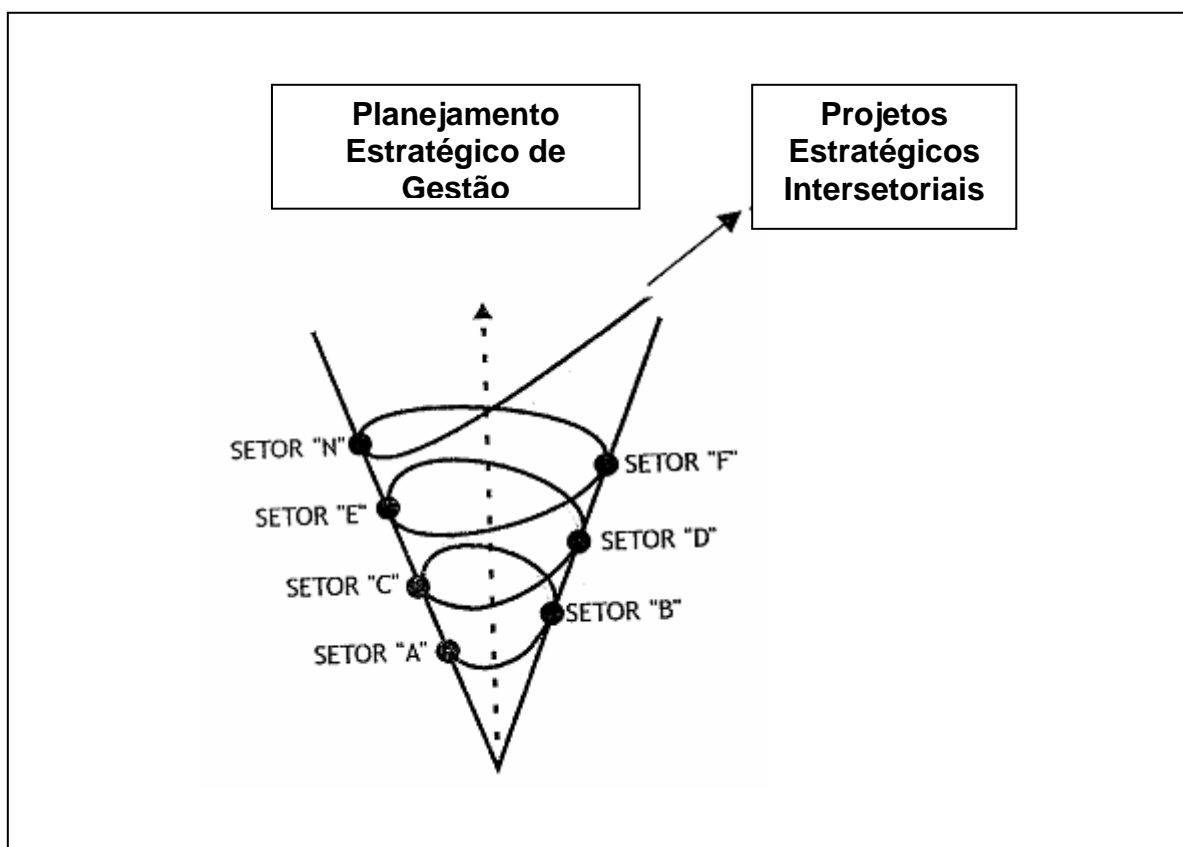 Planejamento
Estratégico de
Gestão
Projetos
Estratégicos
Intersetoriais
SETOR "N"
SETOR "F"
SETOR "E"
SETOR "D"
SETOR "C"
SETOR "B"
SETOR "A"